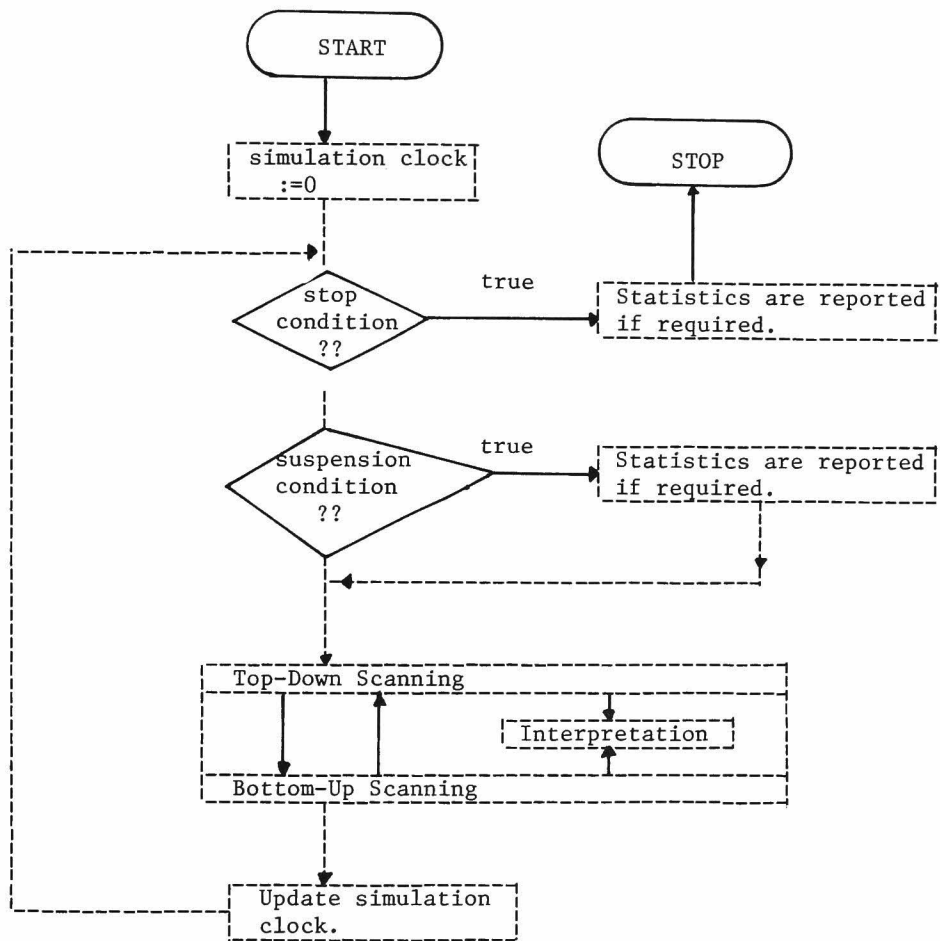 START
simulation clock
:=0
STOP
stop
condition
??
true
Statistics are reported
if required.
suspension
condition
??
true
Statistics are reported
if required.
Top-Down Scanning
Interpretation
Bottom-Up Scanning
Update simulation
clock.